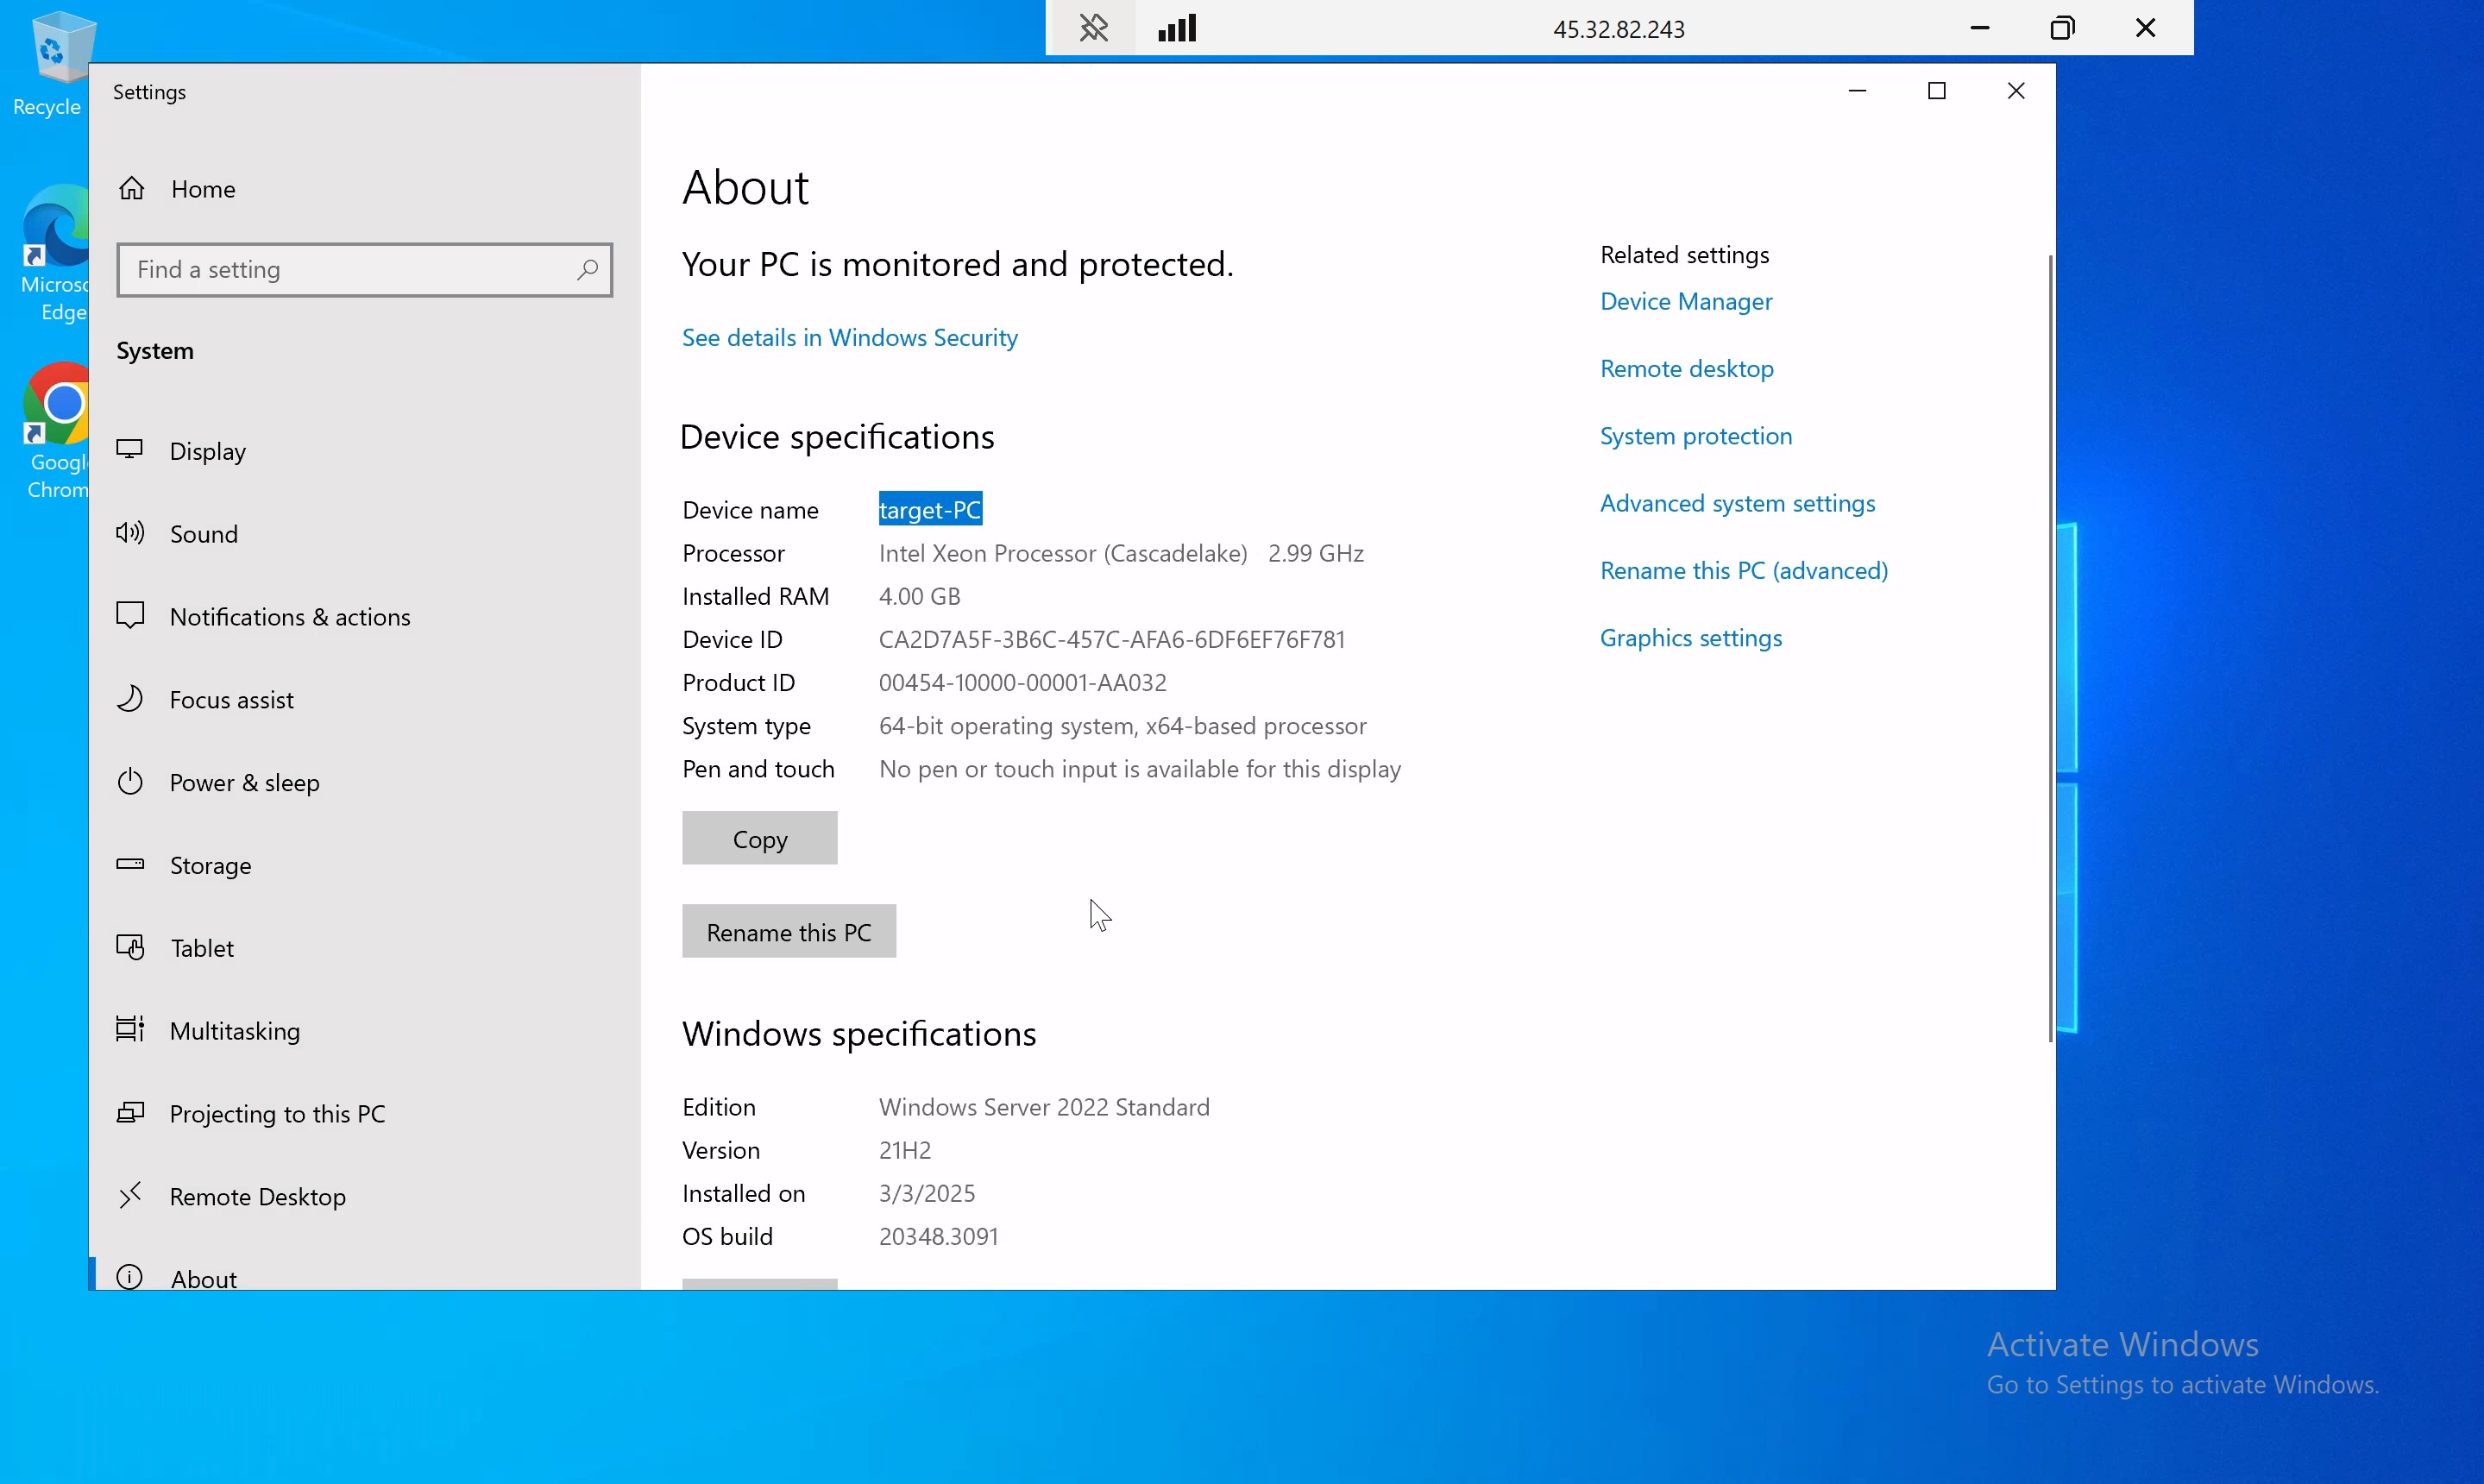 45.32.82.243
Recycle
Settings
Home
Find a setting
Microso
Edge
System
Googl
Chrom
Display
Sound
Notifications & actions
Focus assist
Power & sleep
Storage
Tablet
Multitasking
Projecting to this PC
Remote Desktop
About
About
Your PC is monitored and protected.
See details in Windows Security
Device specifications
Device name target-PC
Processor Intel Xeon Processor (Cascadelake) 2.99 GHz
Installed RAM 4.00 GB
Device ID CA2D7A5F-3B6C-457C-AFA6-6DF6EF76F781
Product ID 00454-10000-00001-AA032
System type 64-bit operating system, x64-based processor
Pen and touch No pen or touch input is available for this display
Copy
Rename this PC
Windows specifications
Edition Windows Server 2022 Standard
Version 21H2
Installed on 3/3/2025
OS build 20348.3091
Related settings
Device Manager
Remote desktop
System protection
Advanced system settings
Rename this PC (advanced)
Graphics settings
Activate Windows
Go to Settings to activate Windows.